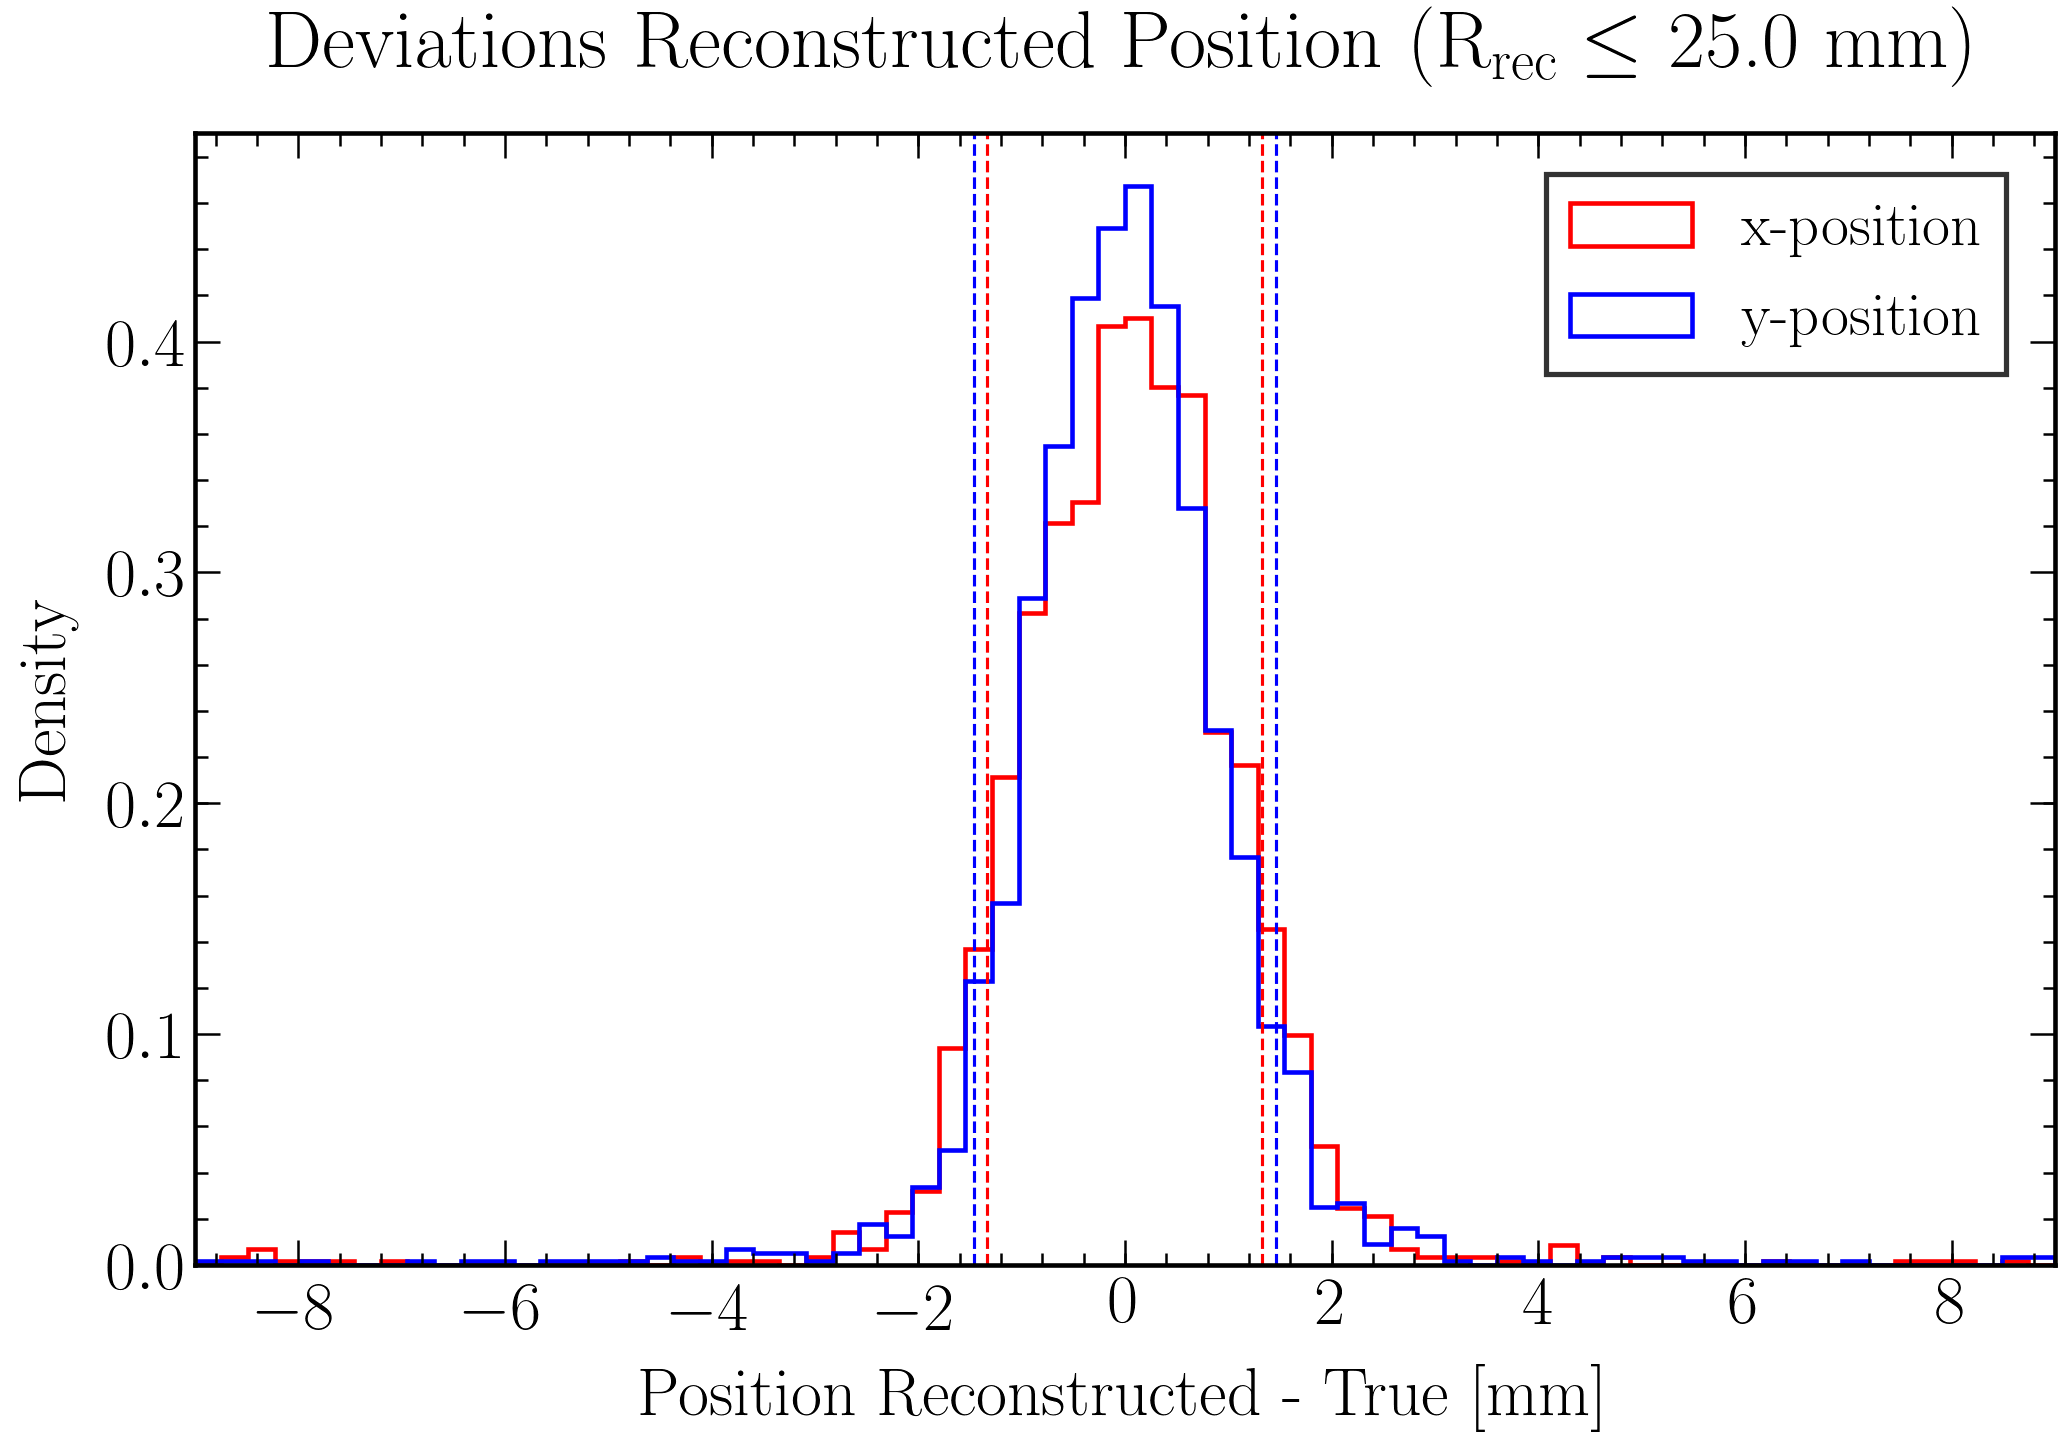 Deviations Reconstructed Position (R_rec ≤ 25.0 mm)
x-position
y-position
0.4
0.3
0.2
0.1
0.0
Density
−8 −6 −4 −2 0 2 4 6 8
Position Reconstructed - True [mm]